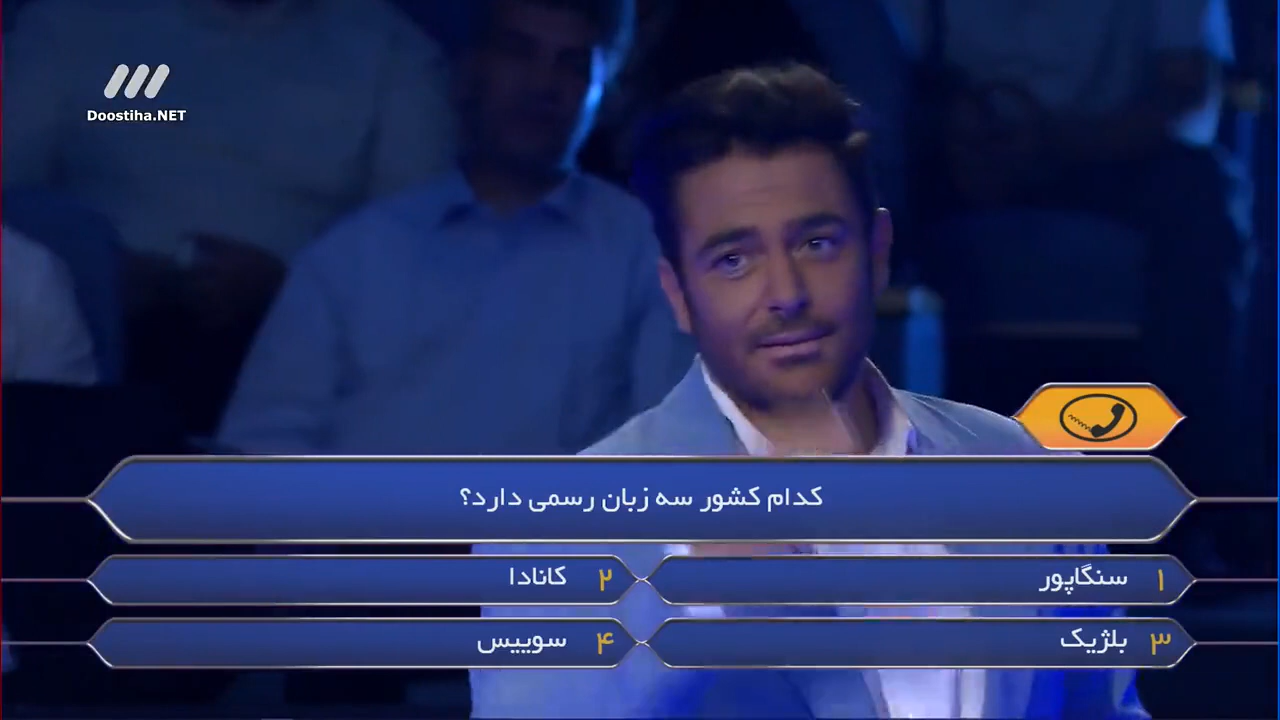 Doostiha.NET
کدام کشور سه زبان رسمی دارد؟
۱ سنگاپور
۲ کانادا
۳ بلژیک
۴ سوییس